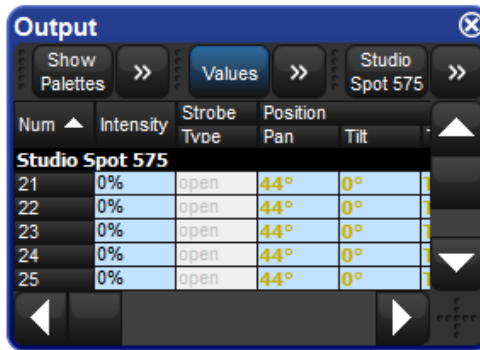 Output
Show Palettes » Values » Studio Spot 575 »
Num Intensity Strobe Position
Type Pan Tilt T
Studio Spot 575
21 0% open 44° 0° T
22 0% open 44° 0° T
23 0% open 44° 0° T
24 0% open 44° 0° T
25 0% open 44° 0° T